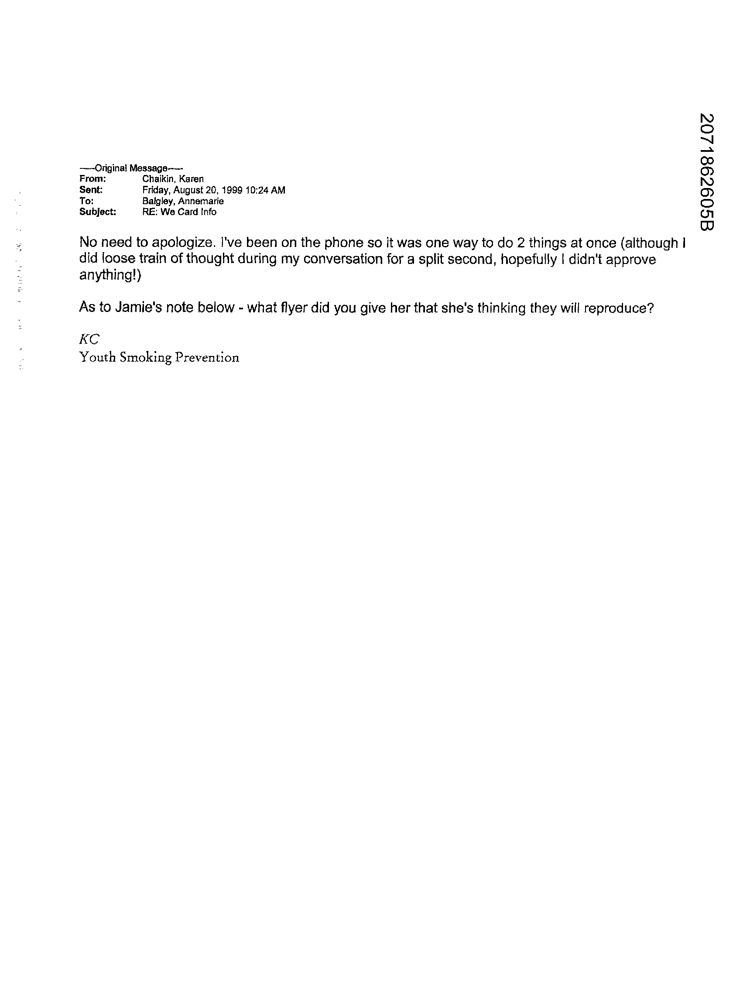 -----Original Message-----
From: Chaikin, Karen
Sent: Friday, August 20, 1999 10:24 AM
To: Balgley, Annemarie
Subject: RE: We Card Info
No need to apologize. I've been on the phone so it was one way to do 2 things at once (although I
did loose train of thought during my conversation for a split second, hopefully I didn't approve
anything!)
As to Jamie's note below - what flyer did you give her that she's thinking they will reproduce?
KC
Youth Smoking Prevention
2071862605B